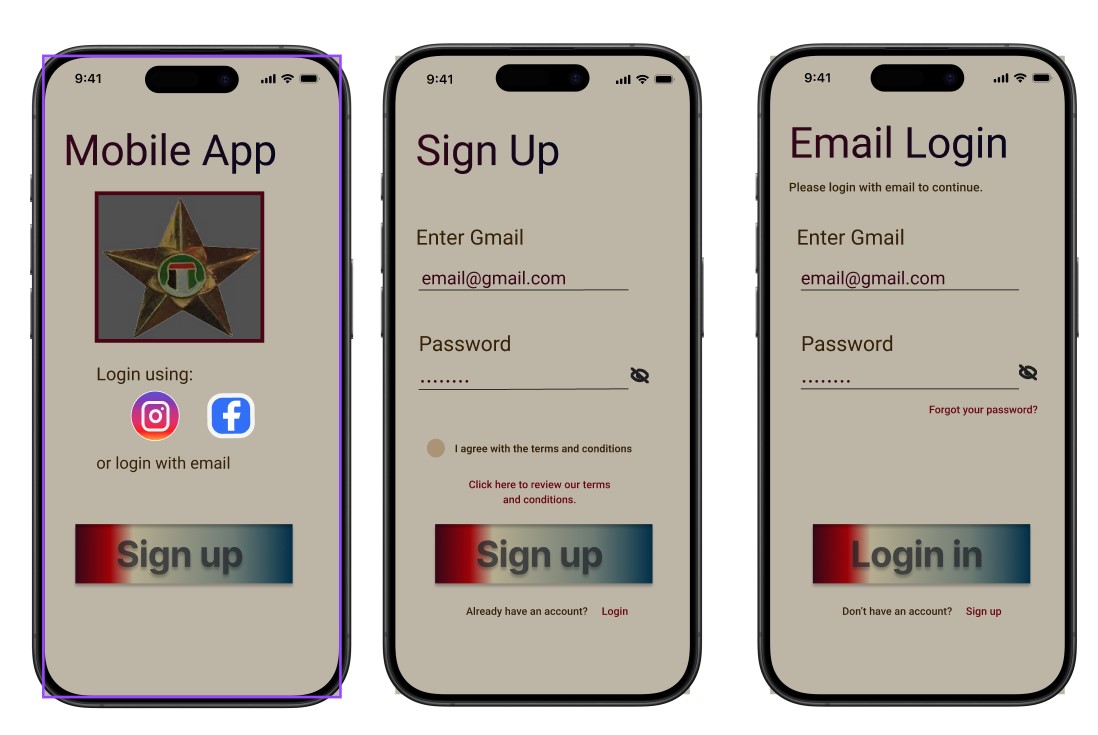 9:41
Mobile App
Login using:
or login with email
Sign up
9:41
Sign Up
Enter Gmail
email@gmail.com
Password
........
I agree with the terms and conditions
Click here to review our terms
and conditions.
Sign up
Already have an account? Login
9:41
Email Login
Please login with email to continue.
Enter Gmail
email@gmail.com
Password
........
Forgot your password?
Login in
Don't have an account? Sign up